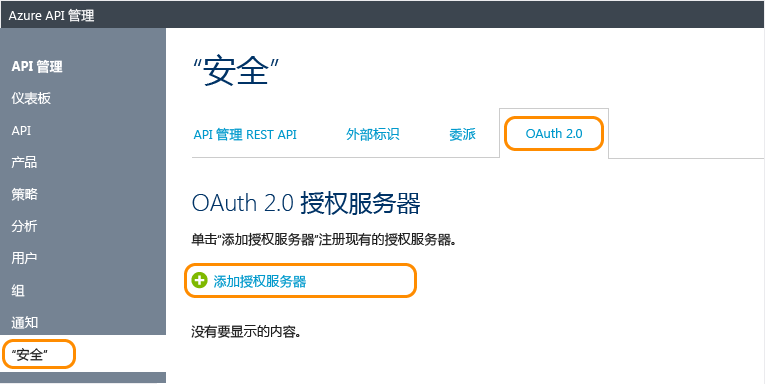 Azure API 管理
API 管理
仪表板
API
产品
策略
分析
用户
组
通知
“安全”
“安全”
API 管理 REST API 外部标识 委派 OAuth 2.0
OAuth 2.0 授权服务器
单击“添加授权服务器”注册现有的授权服务器。
添加授权服务器
没有要显示的内容。